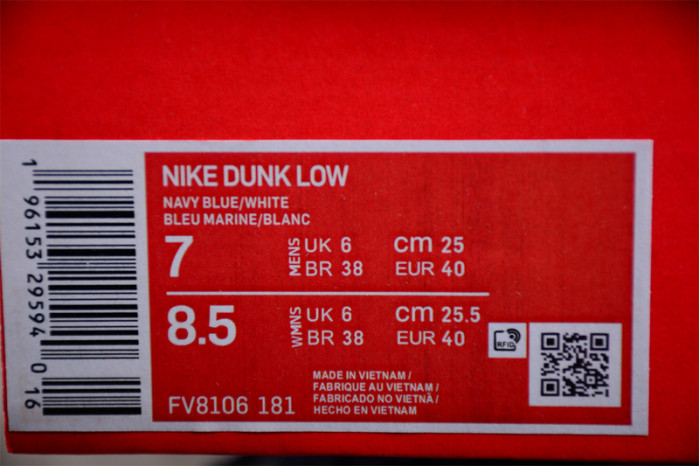 NIKE DUNK LOW
NAVY BLUE/WHITE
BLEU MARINE/BLANC
7 MENS UK 6 cm 25
BR 38 EUR 40
8.5 WMNS UK 6 cm 25.5
BR 38 EUR 40
RFID
MADE IN VIETNAM /
FABRIQUE AU VIETNAM /
FABRICADO NO VIETNÃ /
HECHO EN VIETNAM
FV8106 181
1 96153 29594 0 16